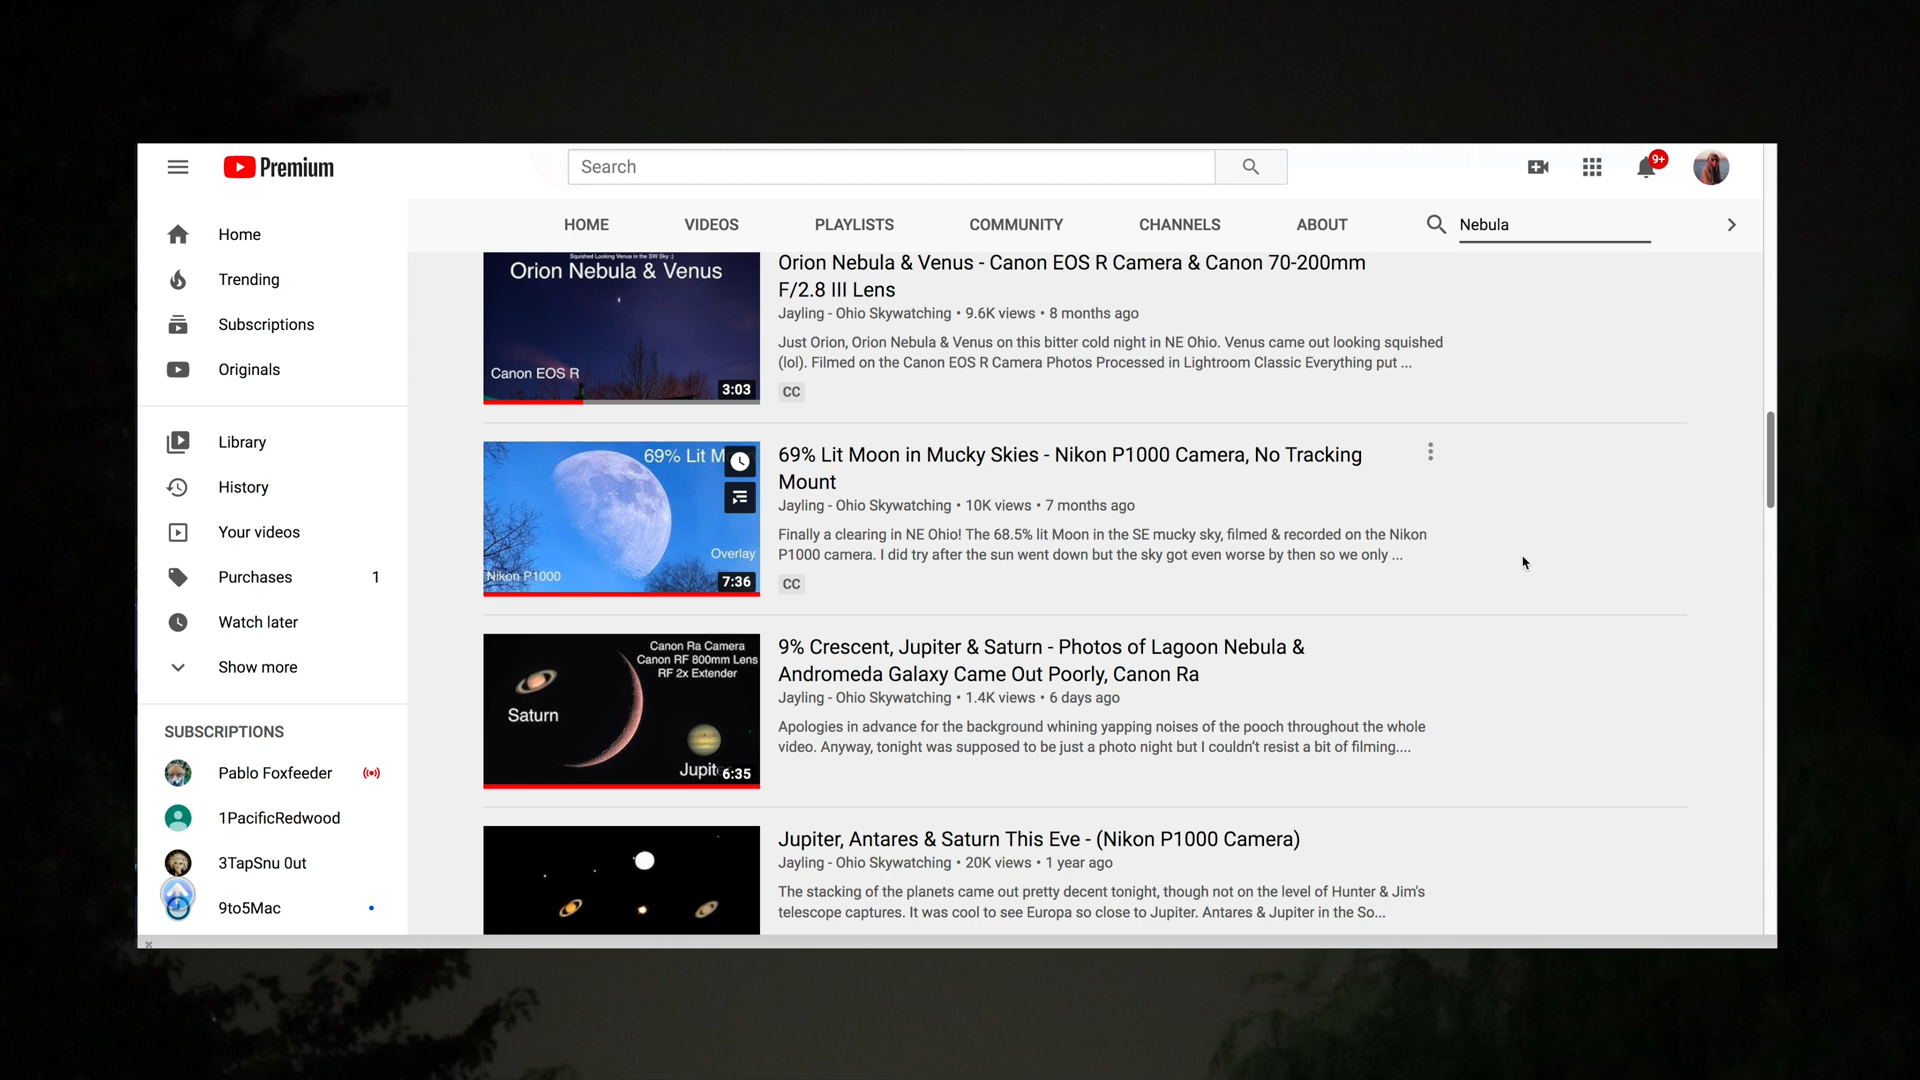 Premium
Search
9+
HOME VIDEOS PLAYLISTS COMMUNITY CHANNELS ABOUT Nebula
Home
Trending
Subscriptions
Originals
Library
History
Your videos
Purchases 1
Watch later
Show more
SUBSCRIPTIONS
Pablo Foxfeeder
1PacificRedwood
3TapSnu 0ut
9to5Mac
Squished Looking Venus in the SW Sky :)
Orion Nebula & Venus
Canon EOS R
3:03
Orion Nebula & Venus - Canon EOS R Camera & Canon 70-200mm
F/2.8 III Lens
Jayling - Ohio Skywatching • 9.6K views • 8 months ago
Just Orion, Orion Nebula & Venus on this bitter cold night in NE Ohio. Venus came out looking squished
(lol). Filmed on the Canon EOS R Camera Photos Processed in Lightroom Classic Everything put ...
CC
69% Lit M
Overlay
Nikon P1000
7:36
69% Lit Moon in Mucky Skies - Nikon P1000 Camera, No Tracking
Mount
Jayling - Ohio Skywatching • 10K views • 7 months ago
Finally a clearing in NE Ohio! The 68.5% lit Moon in the SE mucky sky, filmed & recorded on the Nikon
P1000 camera. I did try after the sun went down but the sky got even worse by then so we only ...
CC
Canon Ra Camera
Canon RF 800mm Lens
RF 2x Extender
Saturn
Jupit
6:35
9% Crescent, Jupiter & Saturn - Photos of Lagoon Nebula &
Andromeda Galaxy Came Out Poorly, Canon Ra
Jayling - Ohio Skywatching • 1.4K views • 6 days ago
Apologies in advance for the background whining yapping noises of the pooch throughout the whole
video. Anyway, tonight was supposed to be just a photo night but I couldn't resist a bit of filming....
Jupiter, Antares & Saturn This Eve - (Nikon P1000 Camera)
Jayling - Ohio Skywatching • 20K views • 1 year ago
The stacking of the planets came out pretty decent tonight, though not on the level of Hunter & Jim's
telescope captures. It was cool to see Europa so close to Jupiter. Antares & Jupiter in the So...